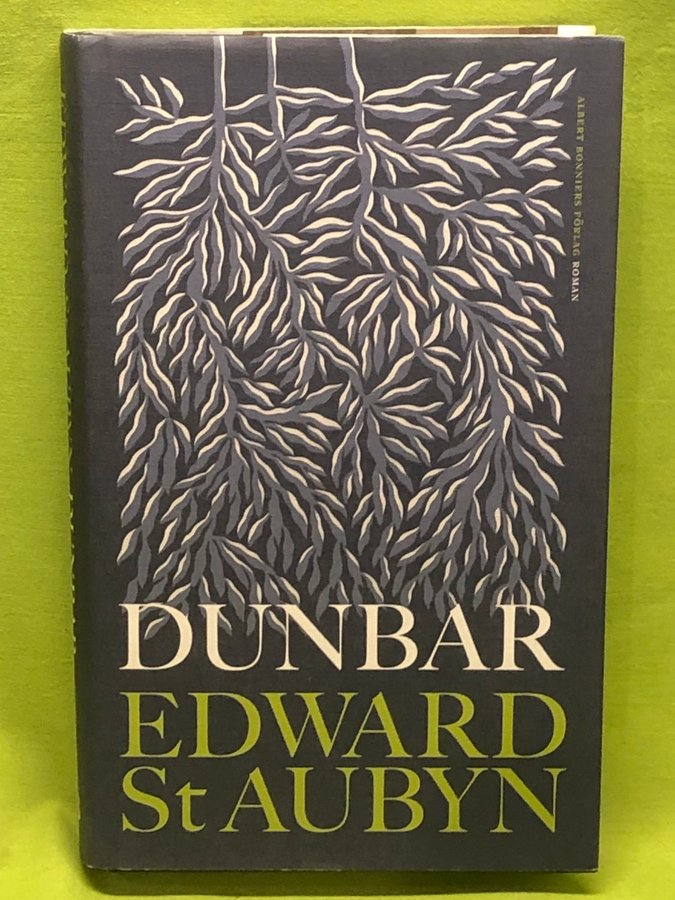 ALBERT BONNIERS FÖRLAG ROMAN
DUNBAR
EDWARD
St AUBYN